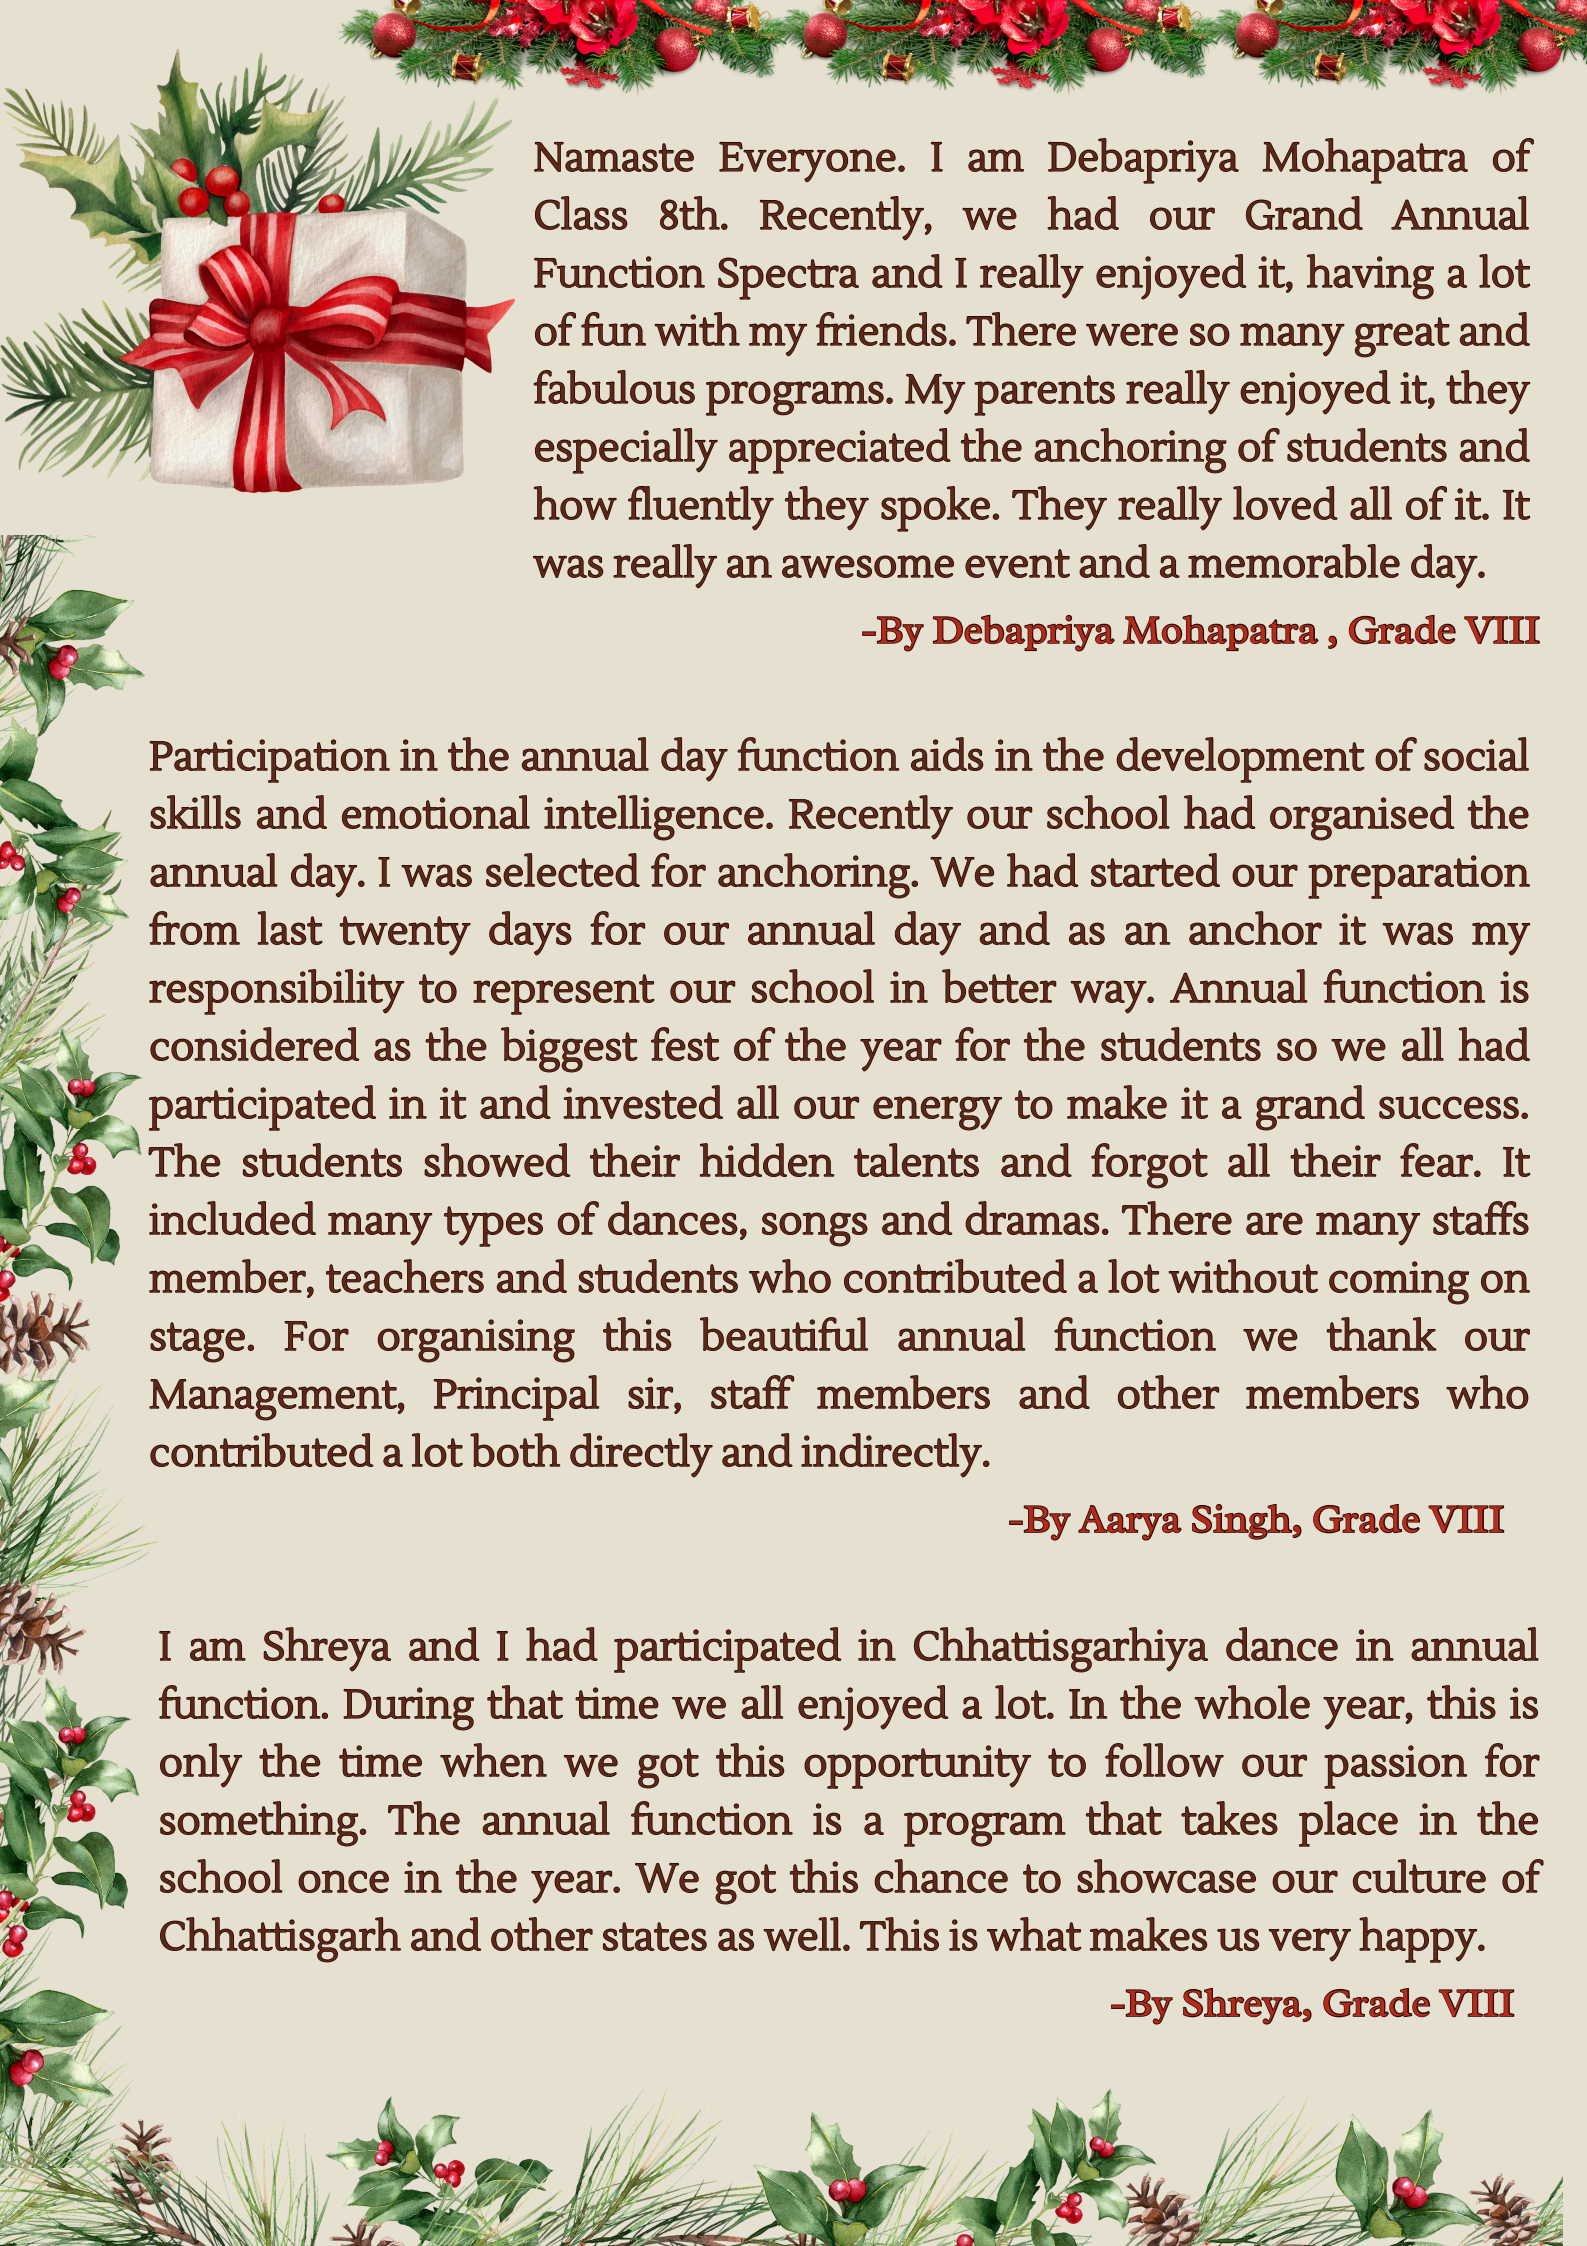 Namaste Everyone. I am Debapriya Mohapatra of
Class 8th. Recently, we had our Grand Annual
Function Spectra and I really enjoyed it, having a lot
of fun with my friends. There were so many great and
fabulous programs. My parents really enjoyed it, they
especially appreciated the anchoring of students and
how fluently they spoke. They really loved all of it. It
was really an awesome event and a memorable day.
-By Debapriya Mohapatra , Grade VIII
Participation in the annual day function aids in the development of social
skills and emotional intelligence. Recently our school had organised the
annual day. I was selected for anchoring. We had started our preparation
from last twenty days for our annual day and as an anchor it was my
responsibility to represent our school in better way. Annual function is
considered as the biggest fest of the year for the students so we all had
participated in it and invested all our energy to make it a grand success.
The students showed their hidden talents and forgot all their fear. It
included many types of dances, songs and dramas. There are many staffs
member, teachers and students who contributed a lot without coming on
stage. For organising this beautiful annual function we thank our
Management, Principal sir, staff members and other members who
contributed a lot both directly and indirectly.
-By Aarya Singh, Grade VIII
I am Shreya and I had participated in Chhattisgarhiya dance in annual
function. During that time we all enjoyed a lot. In the whole year, this is
only the time when we got this opportunity to follow our passion for
something. The annual function is a program that takes place in the
school once in the year. We got this chance to showcase our culture of
Chhattisgarh and other states as well. This is what makes us very happy.
-By Shreya, Grade VIII